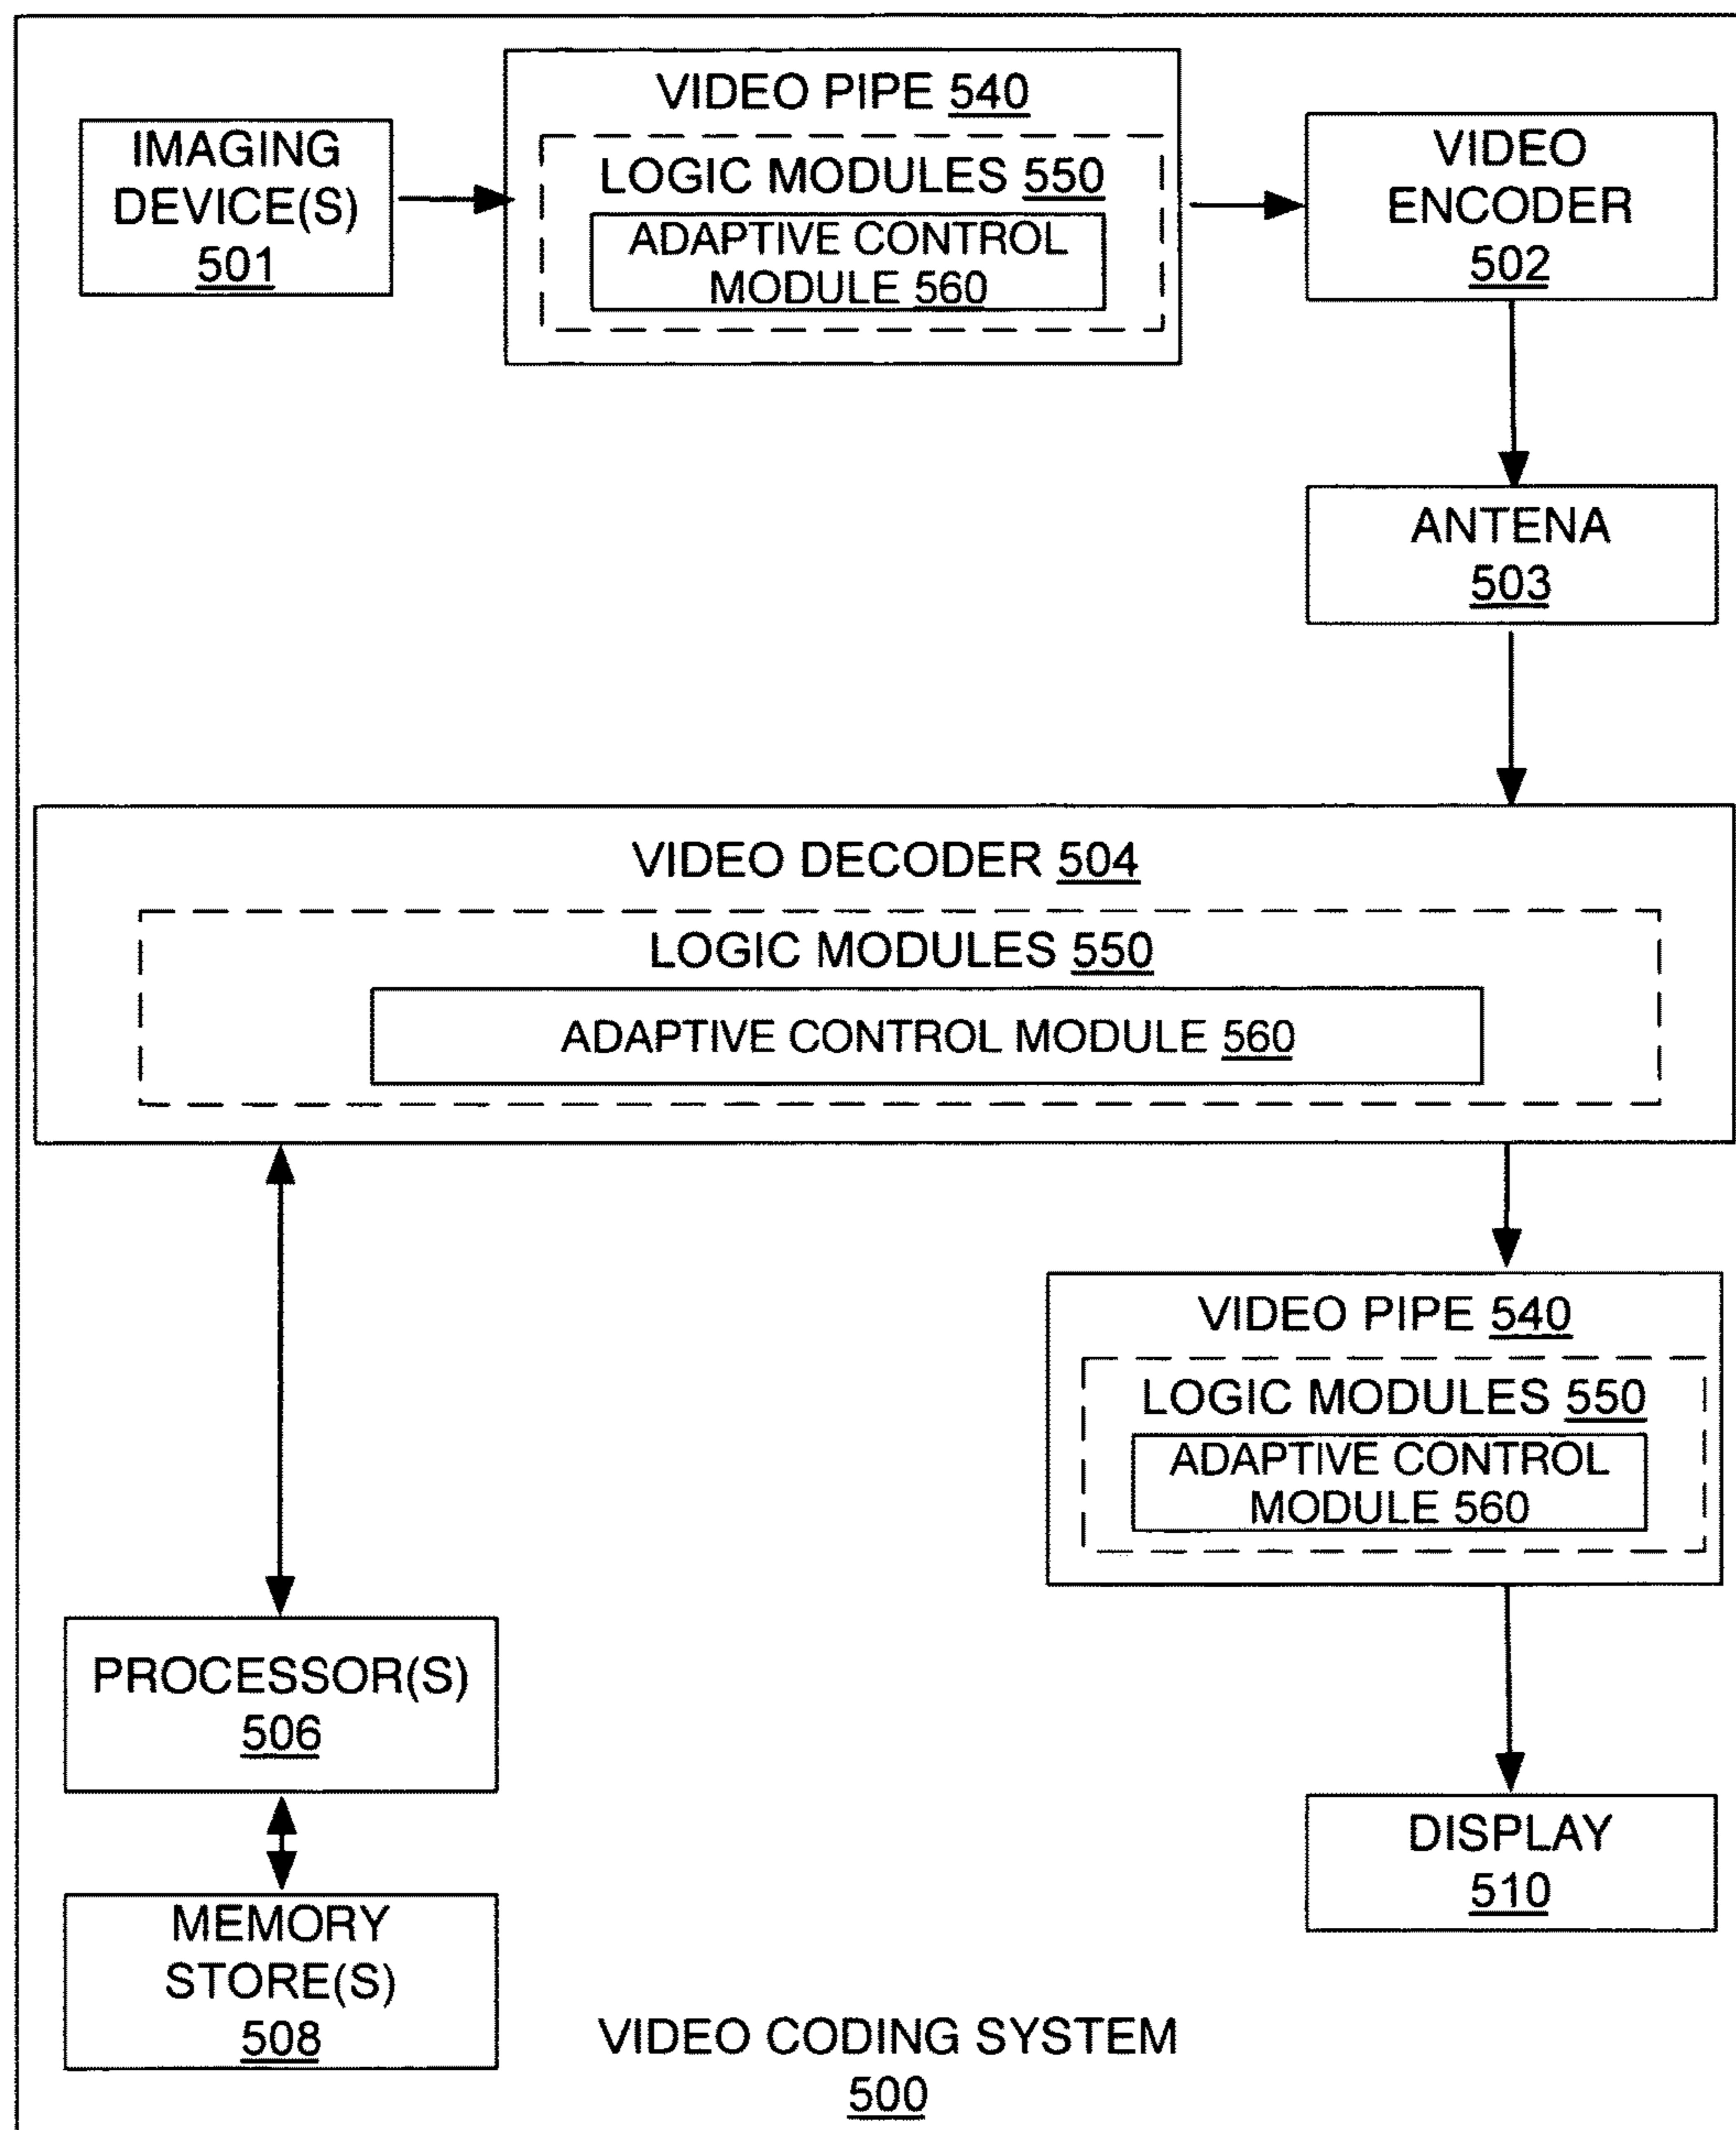 IMAGING
DEVICE(S)
501
VIDEO PIPE 540
LOGIC MODULES 550
ADAPTIVE CONTROL
MODULE 560
VIDEO
ENCODER
502
ANTENA
503
VIDEO DECODER 504
LOGIC MODULES 550
ADAPTIVE CONTROL MODULE 560
VIDEO PIPE 540
LOGIC MODULES 550
ADAPTIVE CONTROL
MODULE 560
PROCESSOR(S)
506
DISPLAY
510
MEMORY
STORE(S)
508
VIDEO CODING SYSTEM
500